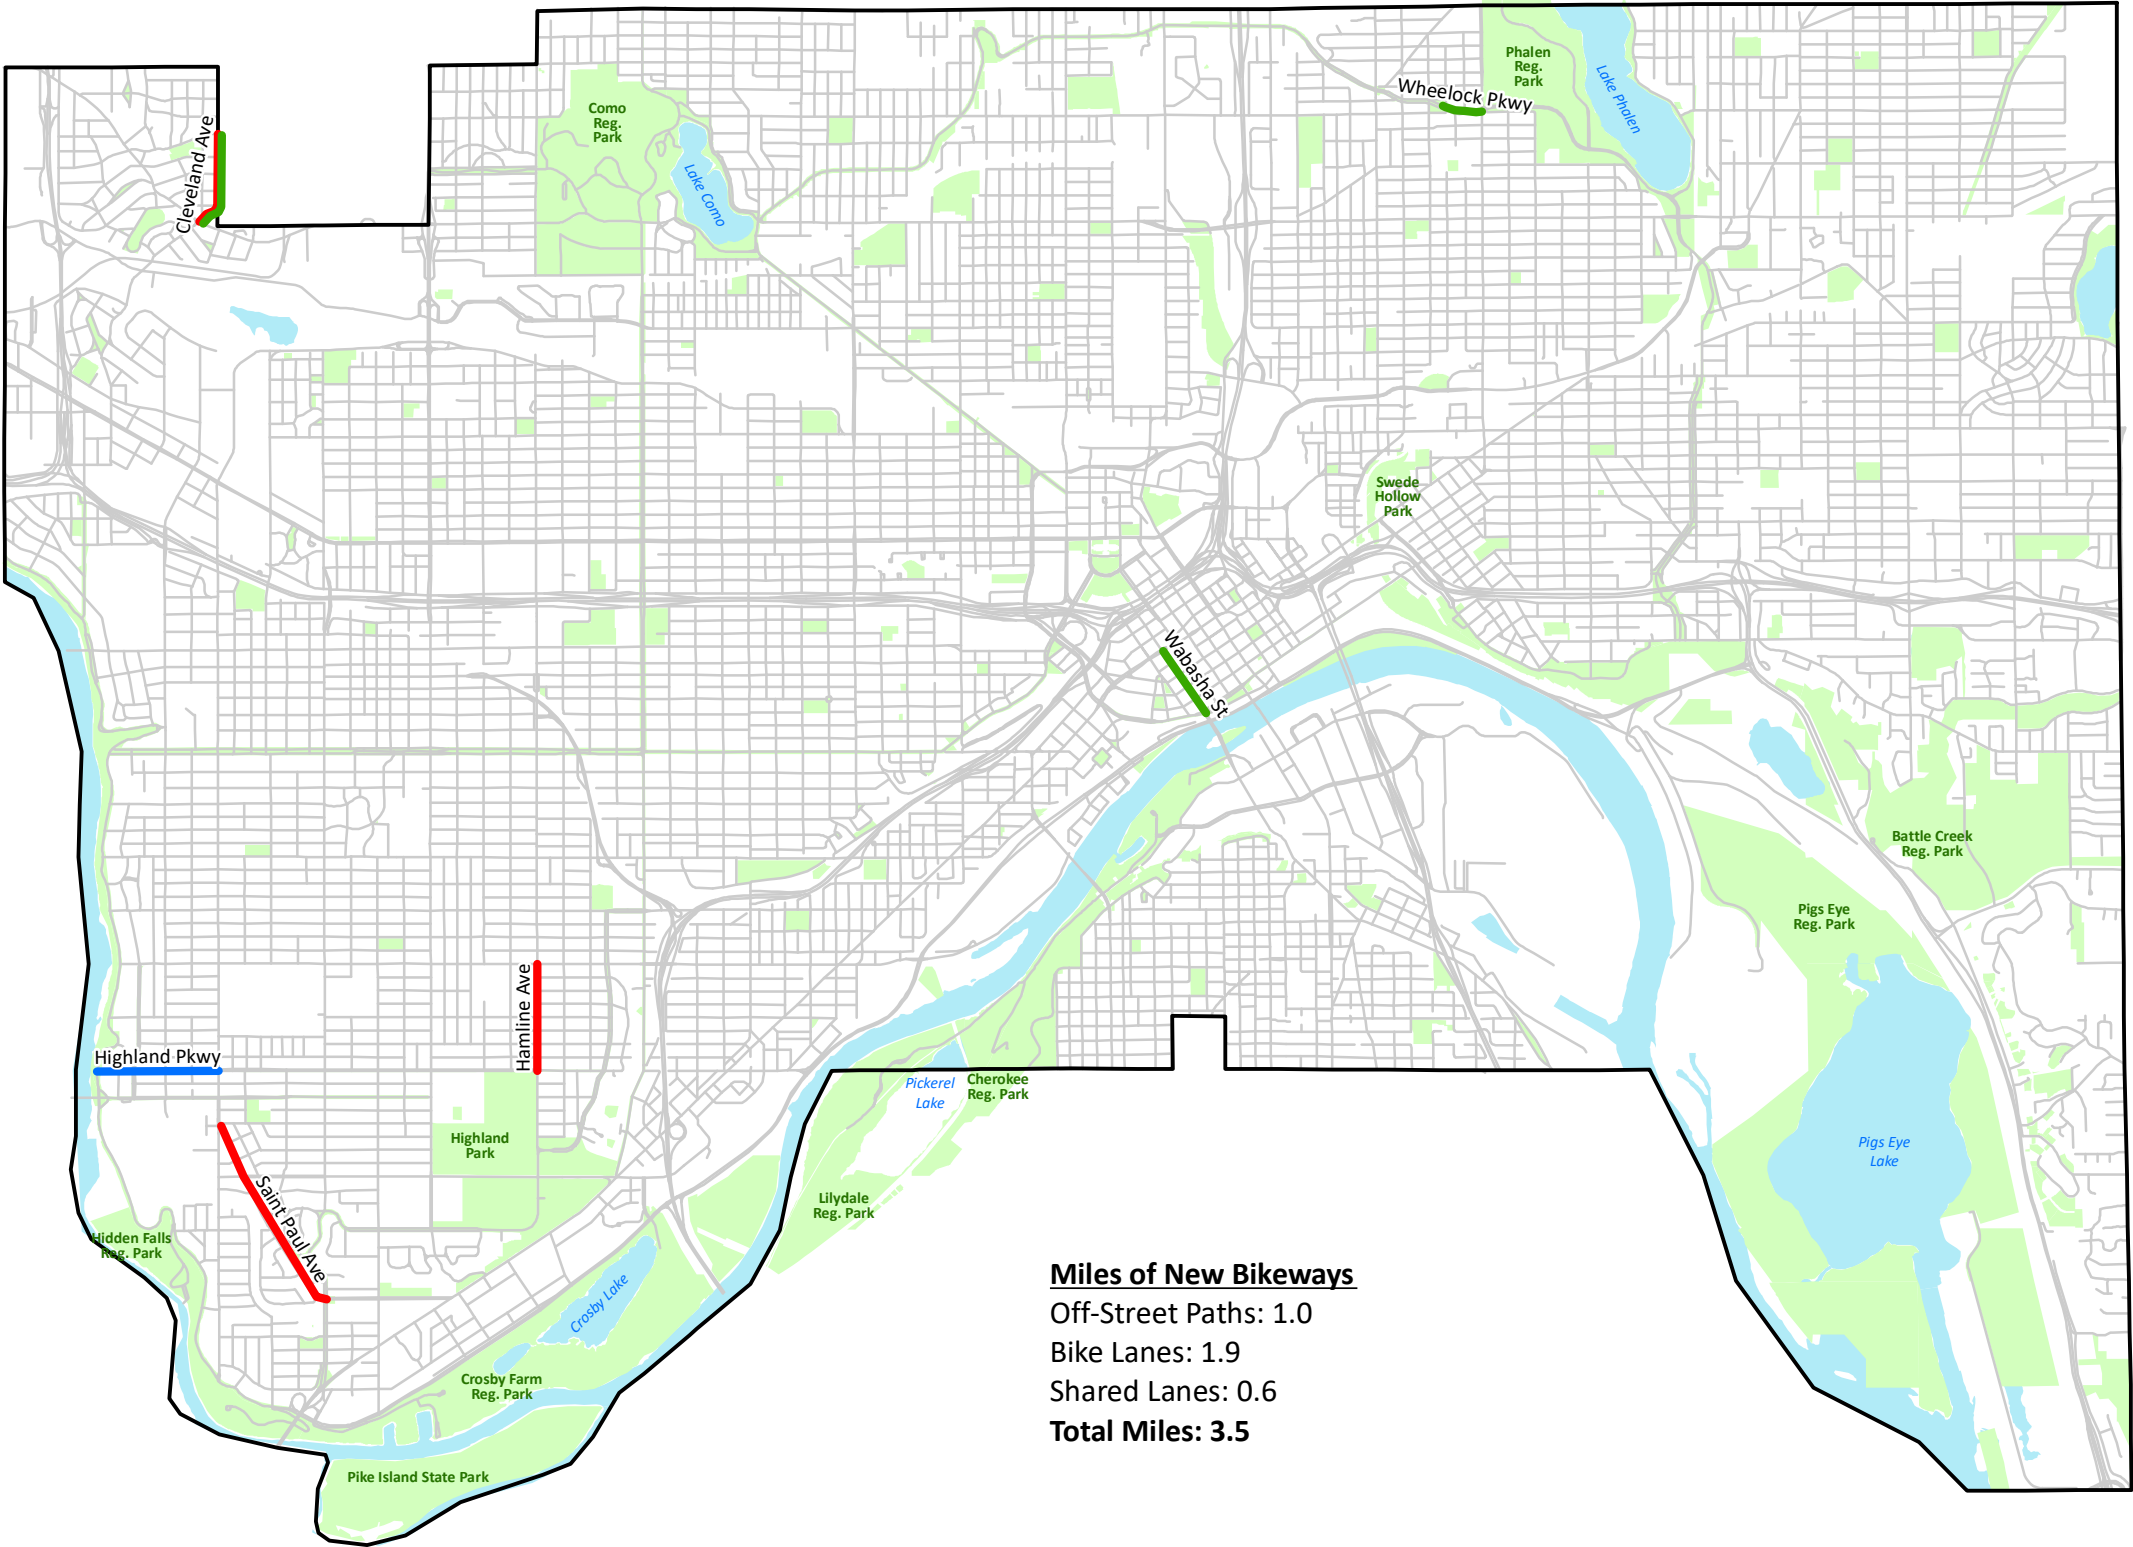 Phalen
Reg.
Park
Lake Phalen
Wheelock Pkwy
Como
Reg.
Park
Lake Como
Cleveland Ave
Swede
Hollow
Park
Wabasha St
Battle Creek
Reg. Park
Pigs Eye
Reg. Park
Hamline Ave
Highland Pkwy
Pickerel
Lake
Cherokee
Reg. Park
Highland
Park
Pigs Eye
Lake
Saint Paul Ave
Lilydale
Reg. Park
Hidden Falls
Reg. Park
Crosby Lake
Crosby Farm
Reg. Park
Pike Island State Park
Miles of New Bikeways
Off-Street Paths: 1.0
Bike Lanes: 1.9
Shared Lanes: 0.6
Total Miles: 3.5